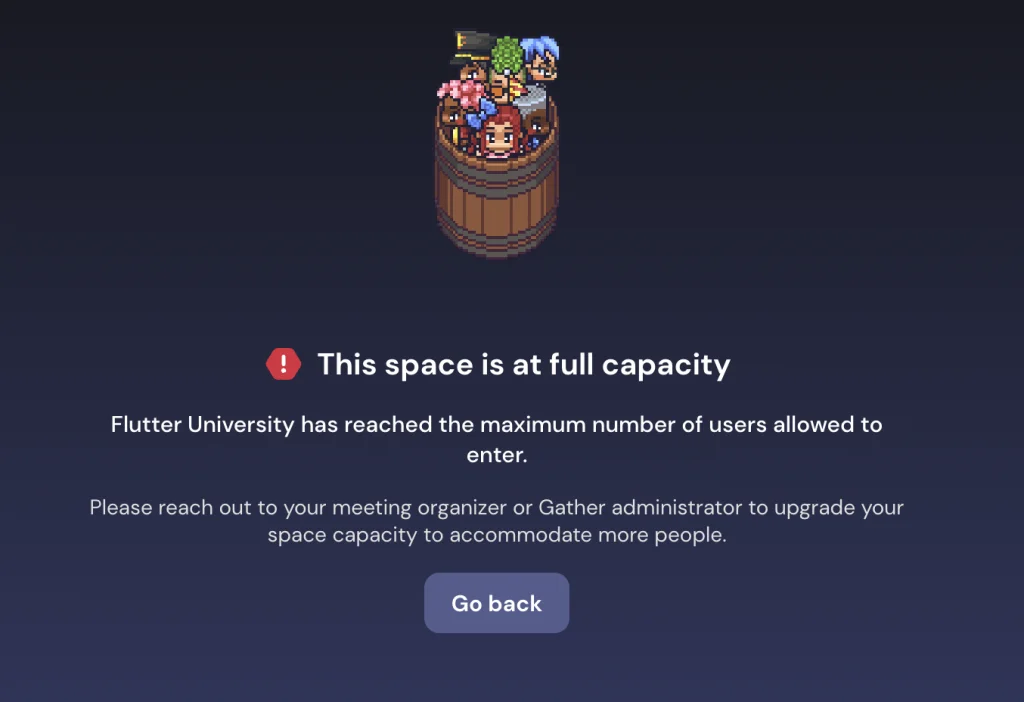 This space is at full capacity
Flutter University has reached the maximum number of users allowed to
enter.
Please reach out to your meeting organizer or Gather administrator to upgrade your
space capacity to accommodate more people.
Go back